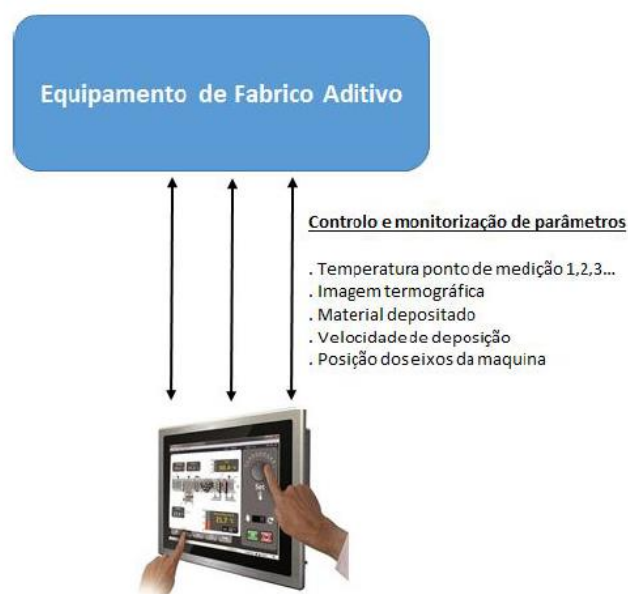 Equipamento de Fabrico Aditivo
Controlo e monitorização de parâmetros
. Temperatura ponto de medição 1,2,3...
. Imagem termográfica
. Material depositado
. Velocidade de deposição
. Posição dos eixos da maquina
Set